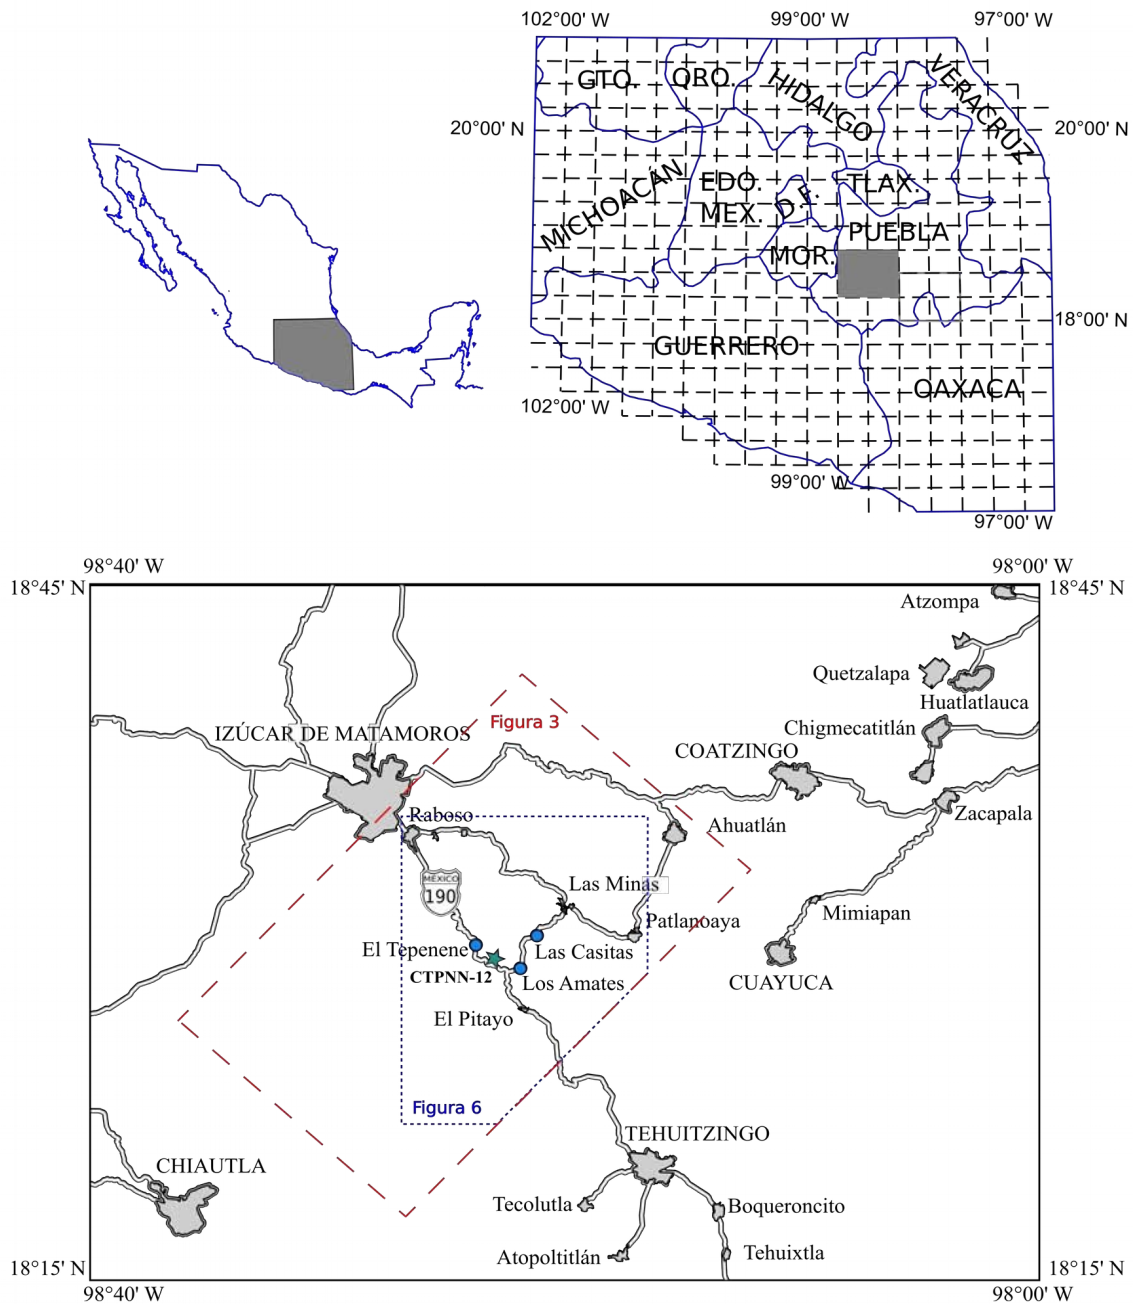 102°00' W
99°00' W
97°00' W
GTO.
QRO.
HIDALGO
VERACRUZ
20°00' N
20°00' N
MICHOACÁN
EDO.
MEX.
D.F.
TLAX.
PUEBLA
MOR.
18°00' N
GUERRERO
OAXACA
102°00' W
99°00' W
97°00' W
98°40' W
98°00' W
18°45' N
18°45' N
Atzompa
Quetzalapa
Huatlatlauca
Figura 3
IZÚCAR DE MATAMOROS
Chigmecatitlán
COATZINGO
Raboso
Ahuatlán
Zacapala
MÉXICO
190
Las Minas
Mimiapan
Patlanoaya
El Tepenene
Las Casitas
CTPNN-12
Los Amates
CUAYUCA
El Pitayo
Figura 6
TEHUITZINGO
CHIAUTLA
Tecolutla
Boqueroncito
Atopoltitlán
Tehuixtla
18°15' N
18°15' N
98°40' W
98°00' W